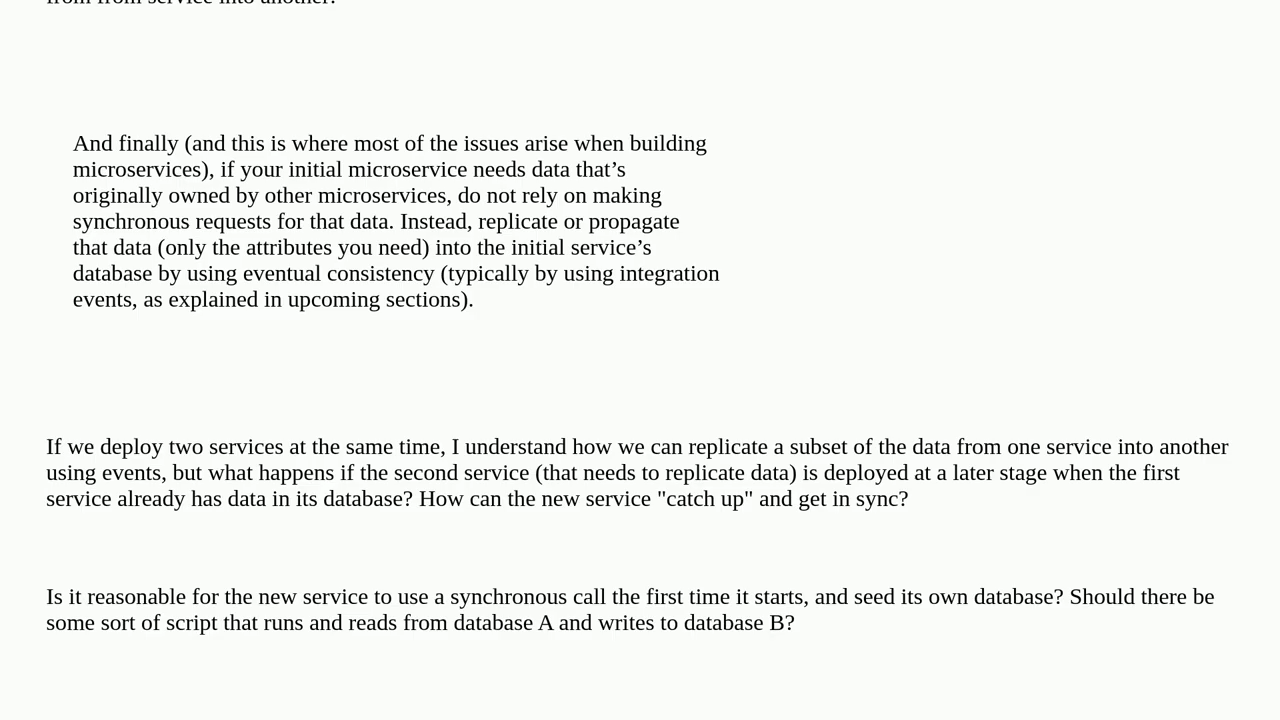 from from service into another?
And finally (and this is where most of the issues arise when building
microservices), if your initial microservice needs data that’s
originally owned by other microservices, do not rely on making
synchronous requests for that data. Instead, replicate or propagate
that data (only the attributes you need) into the initial service’s
database by using eventual consistency (typically by using integration
events, as explained in upcoming sections).
If we deploy two services at the same time, I understand how we can replicate a subset of the data from one service into another
using events, but what happens if the second service (that needs to replicate data) is deployed at a later stage when the first
service already has data in its database? How can the new service "catch up" and get in sync?
Is it reasonable for the new service to use a synchronous call the first time it starts, and seed its own database? Should there be
some sort of script that runs and reads from database A and writes to database B?